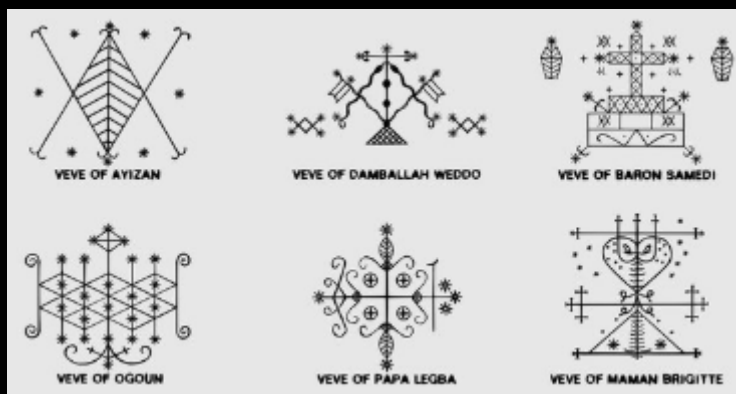 VEVE OF AYIZAN
VEVE OF DAMBALLAH WEDDO
VEVE OF BARON SAMEDI
VEVE OF OGOUN
VEVE OF PAPA LEGBA
VEVE OF MAMAN BRIGITTE